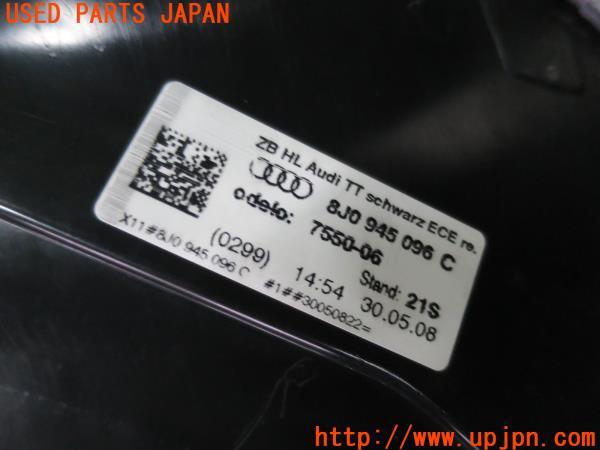 USED PARTS JAPAN
ZB HL Audi TT schwarz ECE re.
8J0 945 096 C
odelo: 7550-06
Stand: 21S
(0299) 14:54 30.05.08
X11#8J0 945 096 C #1##30050822=
http://www.upjpn.com